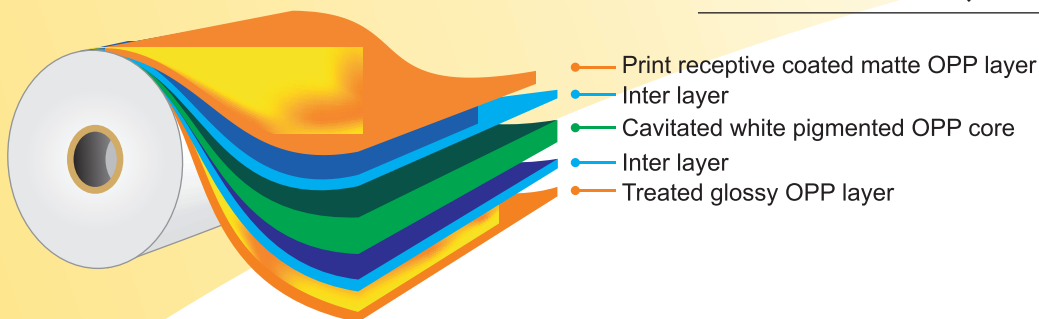 Print receptive coated matte OPP layer
Inter layer
Cavitated white pigmented OPP core
Inter layer
Treated glossy OPP layer